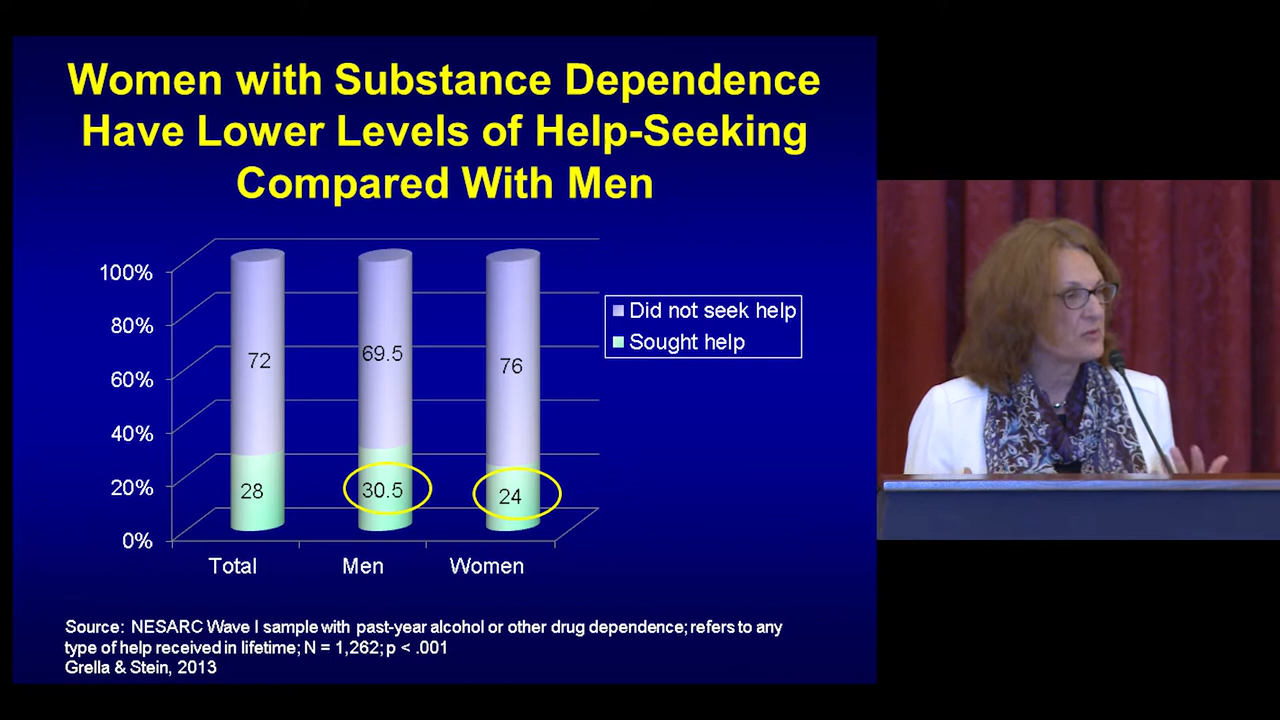 Women with Substance Dependence
Have Lower Levels of Help-Seeking
Compared With Men
100%
80%
60%
40%
20%
0%
72
69.5
76
28
30.5
24
Total
Men
Women
Did not seek help
Sought help
Source: NESARC Wave I sample with past-year alcohol or other drug dependence; refers to any
type of help received in lifetime; N = 1,262; p < .001
Grella & Stein, 2013